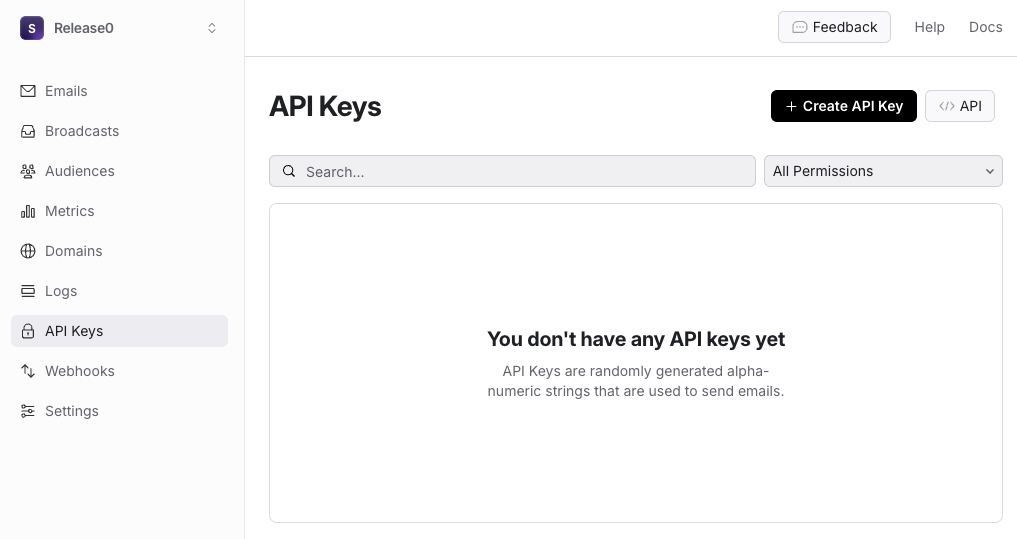 S Release0
Feedback Help Docs
Emails
Broadcasts
Audiences
Metrics
Domains
Logs
API Keys
Webhooks
Settings
API Keys
Create API Key
API
Search...
All Permissions
You don't have any API keys yet
API Keys are randomly generated alpha-
numeric strings that are used to send emails.